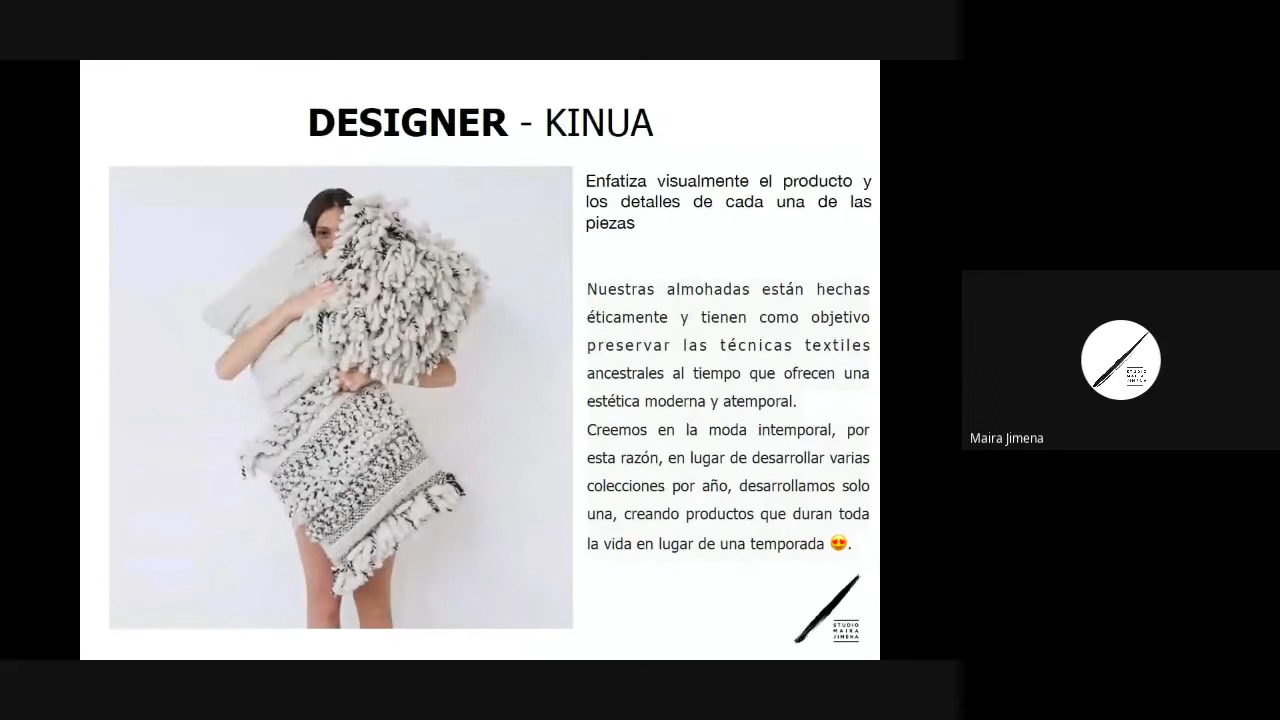 DESIGNER - KINUA
Enfatiza visualmente el producto y
los detalles de cada una de las
piezas
Nuestras almohadas están hechas
éticamente y tienen como objetivo
preservar las técnicas textiles
ancestrales al tiempo que ofrecen una
estética moderna y atemporal.
Creemos en la moda intemporal, por
esta razón, en lugar de desarrollar varias
colecciones por año, desarrollamos solo
una, creando productos que duran toda
la vida en lugar de una temporada 😍.
STUDIO
MAIRA
JIMENA
STUDIO
MAIRA
JIMENA
Maira Jimena